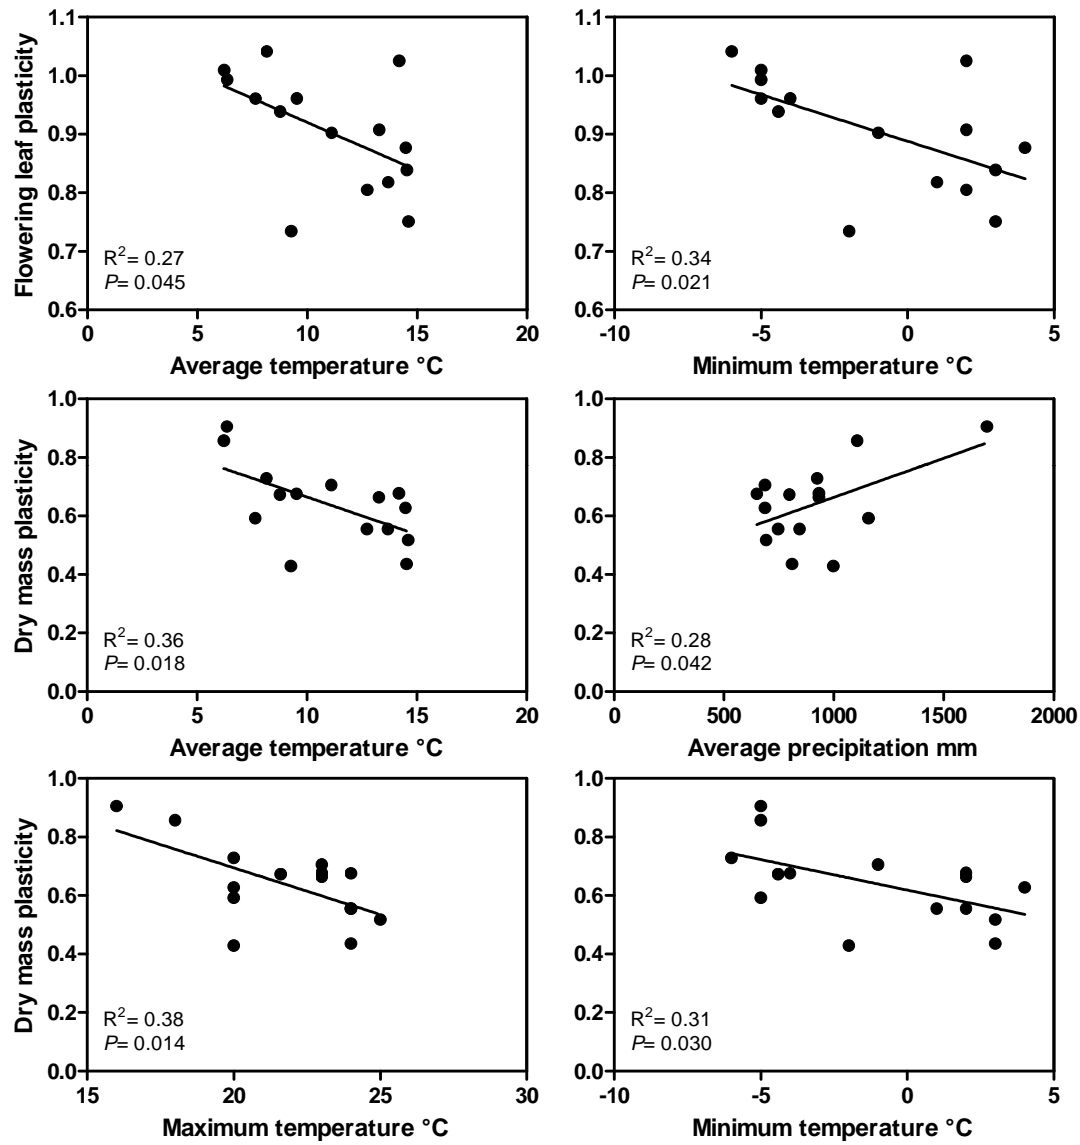 1.1
1.0
0.9
0.8
0.7
0.6
Flowering leaf plasticity
R² = 0.27
P= 0.045
0 5 10 15 20
Average temperature °C
1.1
1.0
0.9
0.8
0.7
0.6
R² = 0.34
P= 0.021
-10 -5 0 5
Minimum temperature °C
1.0
0.8
0.6
0.4
0.2
0.0
Dry mass plasticity
R² = 0.36
P= 0.018
0 5 10 15 20
Average temperature °C
1.0
0.8
0.6
0.4
0.2
0.0
R² = 0.28
P= 0.042
0 500 1000 1500 2000
Average precipitation mm
1.0
0.8
0.6
0.4
0.2
0.0
Dry mass plasticity
R² = 0.38
P= 0.014
15 20 25 30
Maximum temperature °C
1.0
0.8
0.6
0.4
0.2
0.0
R² = 0.31
P= 0.030
-10 -5 0 5
Minimum temperature °C